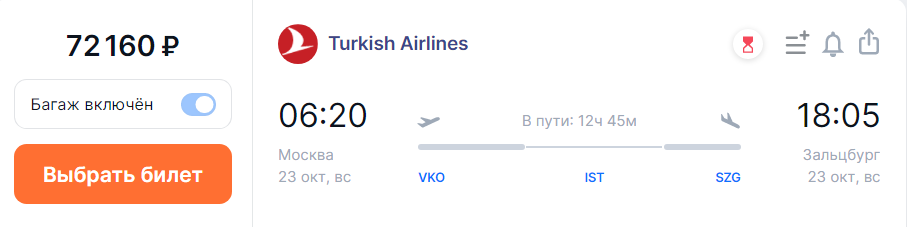 72 160 ₽
Багаж включён
Выбрать билет
Turkish Airlines
06:20
В пути: 12ч 45м
18:05
Москва
Зальцбург
23 окт, вс
VKO
IST
SZG
23 окт, вс